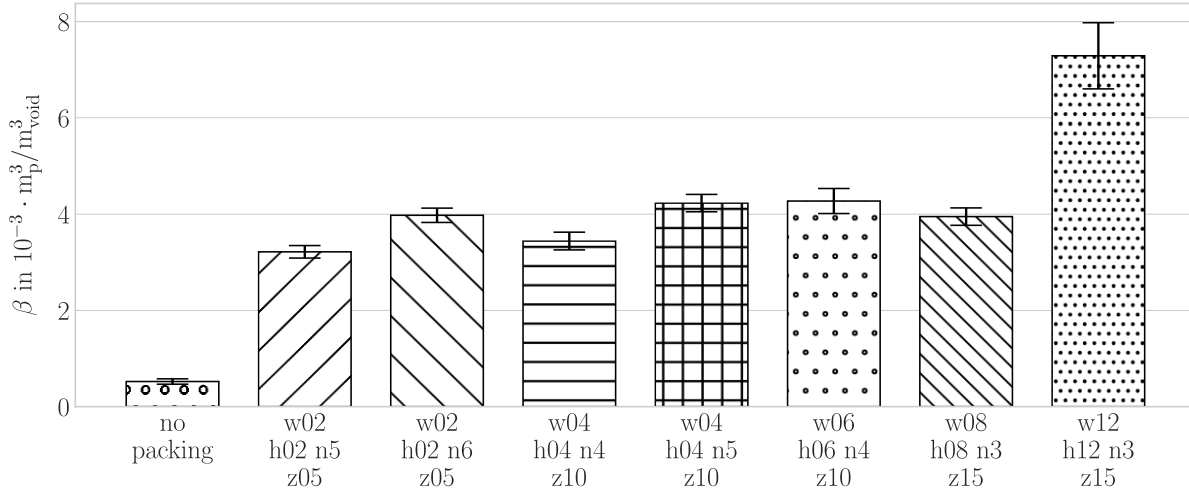 8
6
4
2
0
β in 10⁻³ · m³ₚ/m³void
no
packing
w02
h02 n5
z05
w02
h02 n6
z05
w04
h04 n4
z10
w04
h04 n5
z10
w06
h06 n4
z10
w08
h08 n3
z15
w12
h12 n3
z15